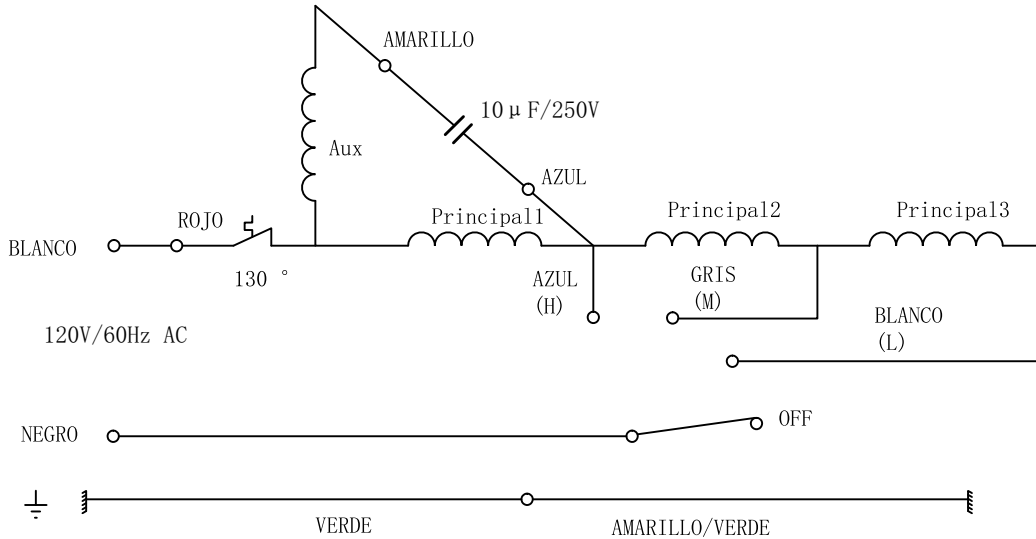 AMARILLO
10μF/250V
Aux
AZUL
ROJO
Principal1
Principal2
Principal3
BLANCO
130 °
AZUL
(H)
GRIS
(M)
BLANCO
(L)
120V/60Hz AC
NEGRO
OFF
VERDE
AMARILLO/VERDE